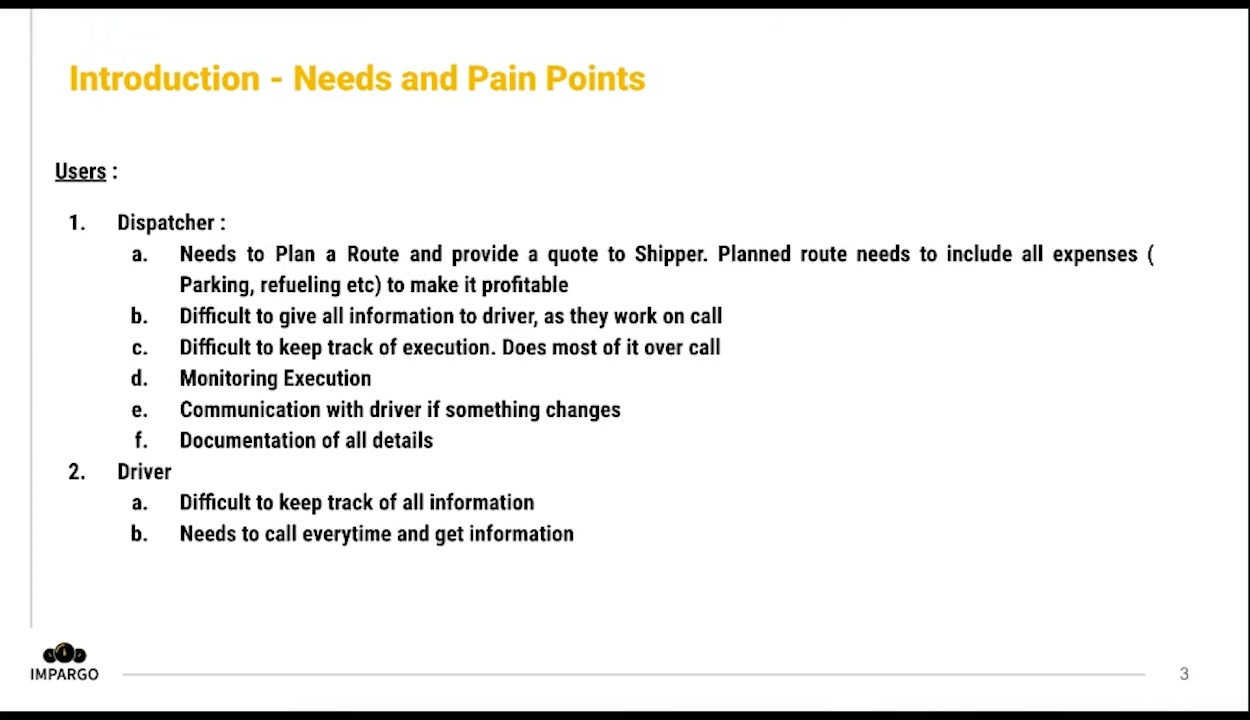 Introduction - Needs and Pain Points
Users :
1. Dispatcher :
a. Needs to Plan a Route and provide a quote to Shipper. Planned route needs to include all expenses (
Parking, refueling etc) to make it profitable
b. Difficult to give all information to driver, as they work on call
c. Difficult to keep track of execution. Does most of it over call
d. Monitoring Execution
e. Communication with driver if something changes
f. Documentation of all details
2. Driver
a. Difficult to keep track of all information
b. Needs to call everytime and get information
IMPARGO
3